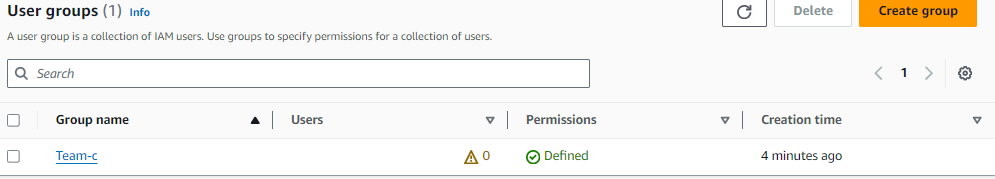 User groups (1) Info
Delete
Create group
A user group is a collection of IAM users. Use groups to specify permissions for a collection of users.
Search
1
Group name Users Permissions Creation time
Team-c 0 Defined 4 minutes ago